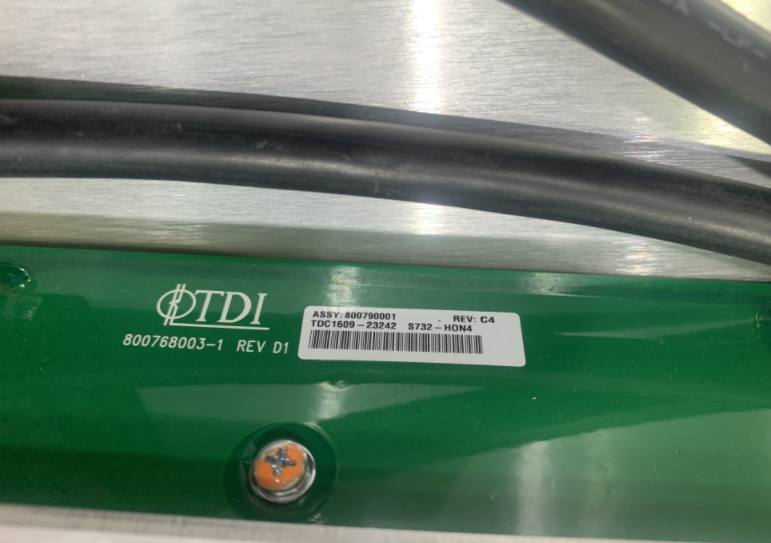 TDI
800768003-1 REV D1
ASSY: 800790001 REV: C4
TDC1609-23242 S732-HON4